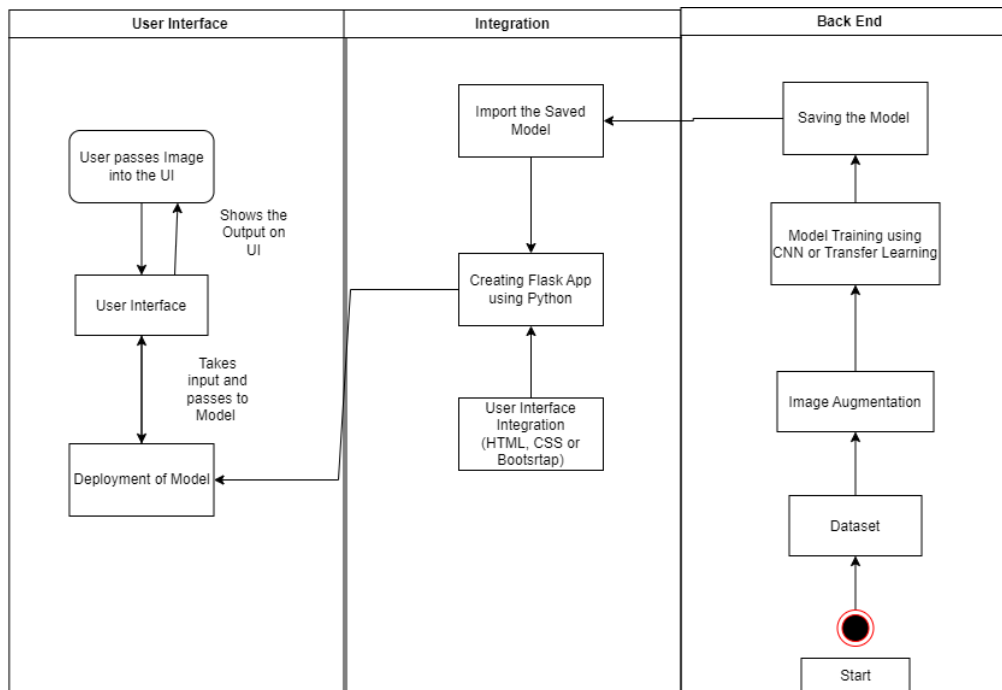 User Interface
Integration
Back End
User passes Image
into the UI
Shows the
Output on
UI
User Interface
Takes
input and
passes to
Model
Deployment of Model
Import the Saved
Model
Creating Flask App
using Python
User Interface
Integration
(HTML, CSS or
Bootsrtap)
Saving the Model
Model Training using
CNN or Transfer Learning
Image Augmentation
Dataset
Start